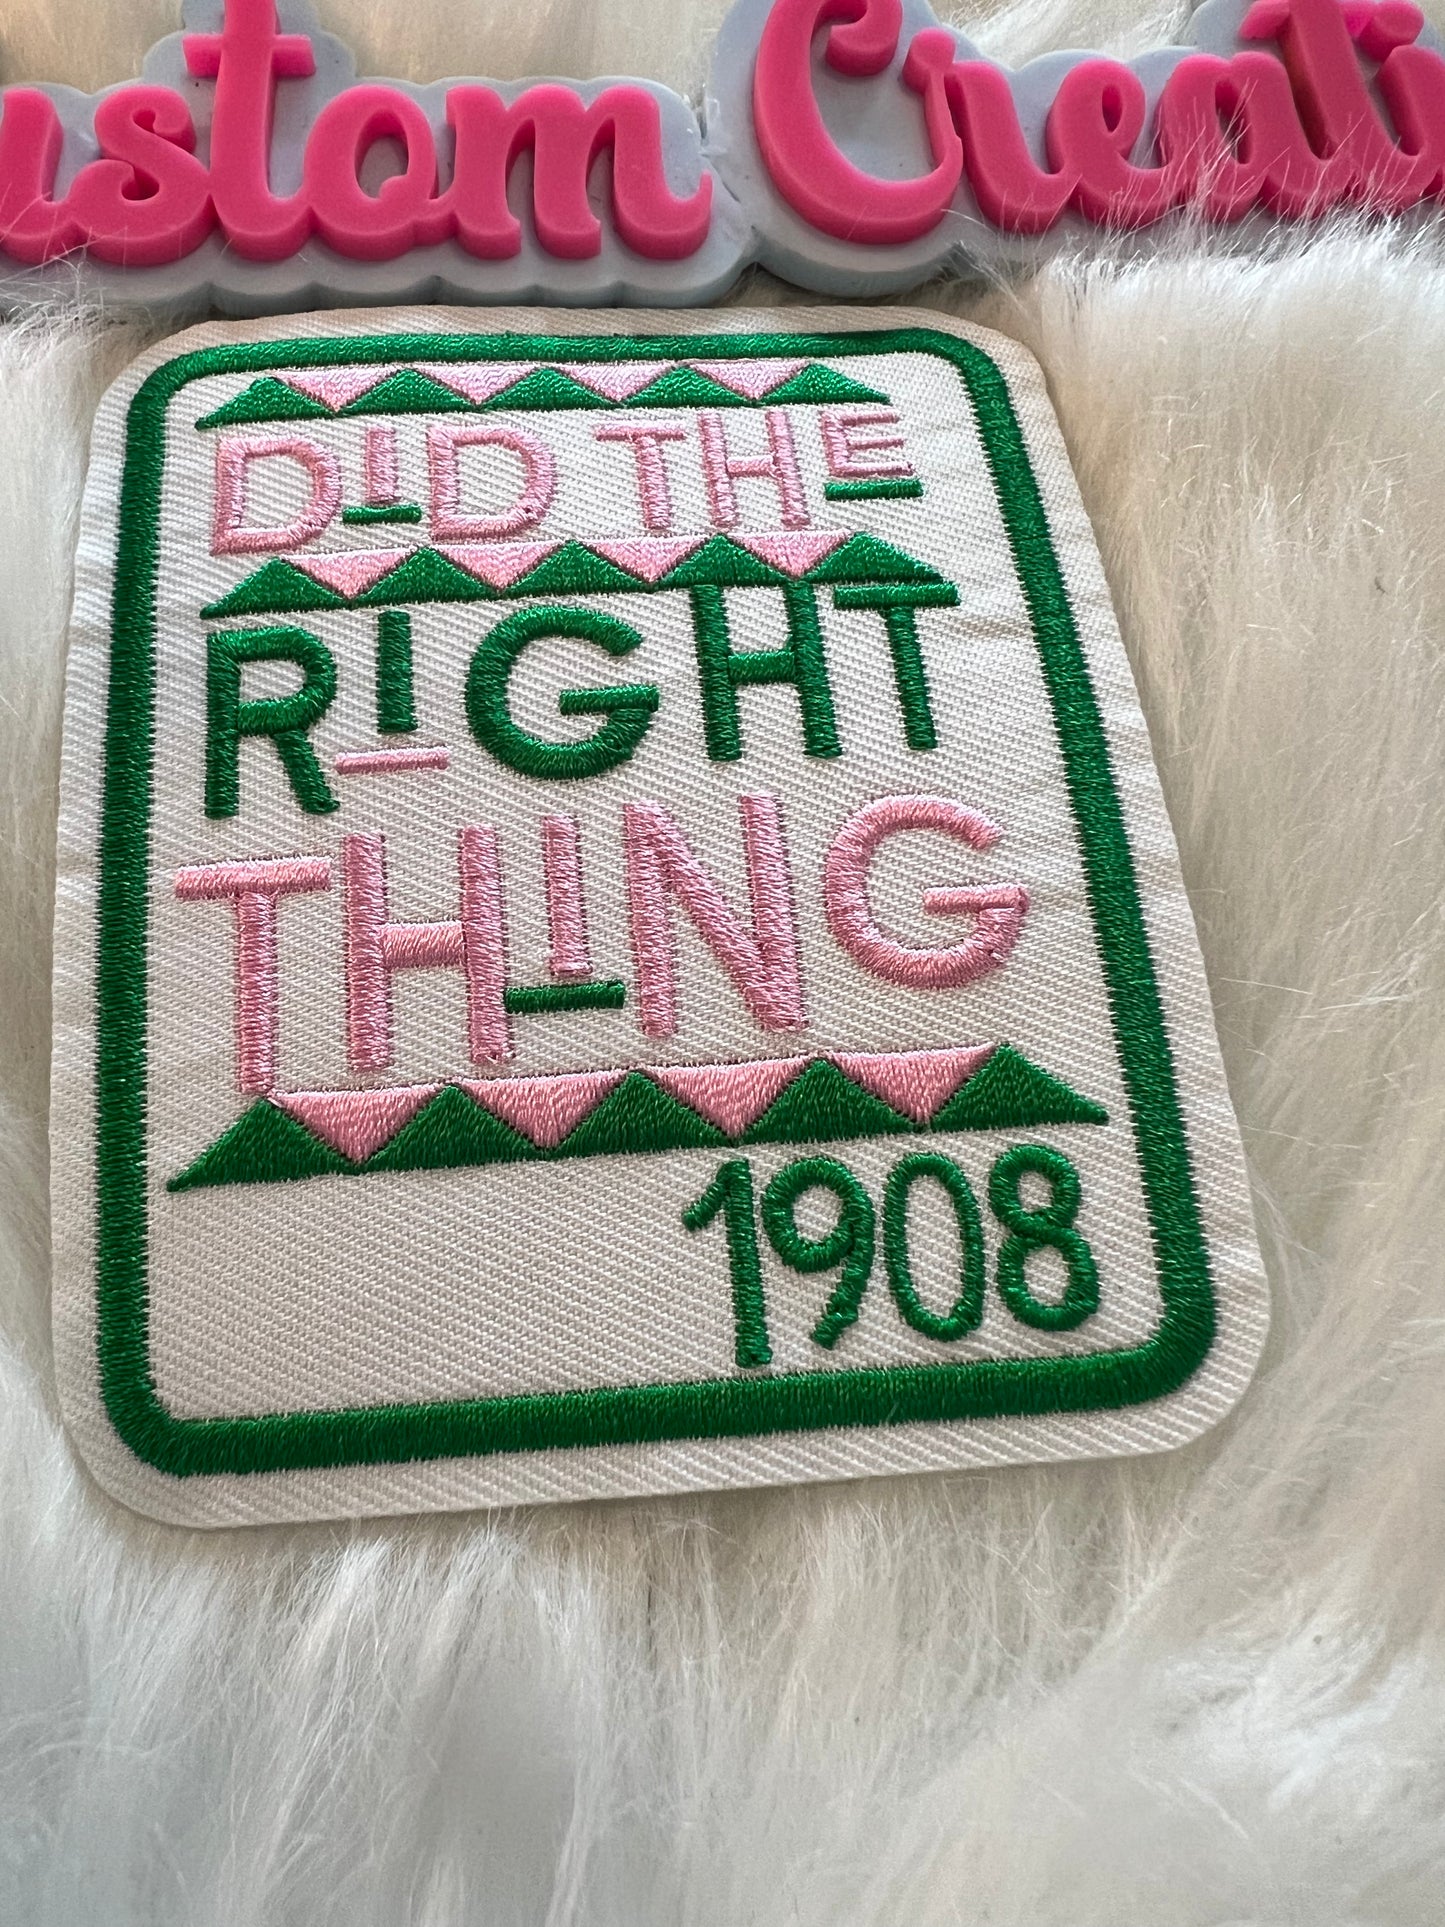 ustom Creati
DID THE
RIGHT
THING
1908